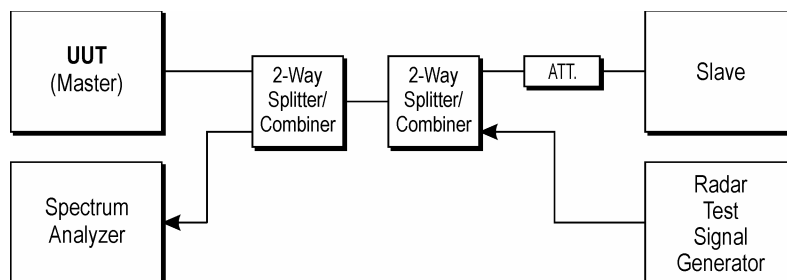 UUT
(Master)
2-Way
Splitter/
Combiner
2-Way
Splitter/
Combiner
ATT.
Slave
Spectrum
Analyzer
Radar
Test
Signal
Generator